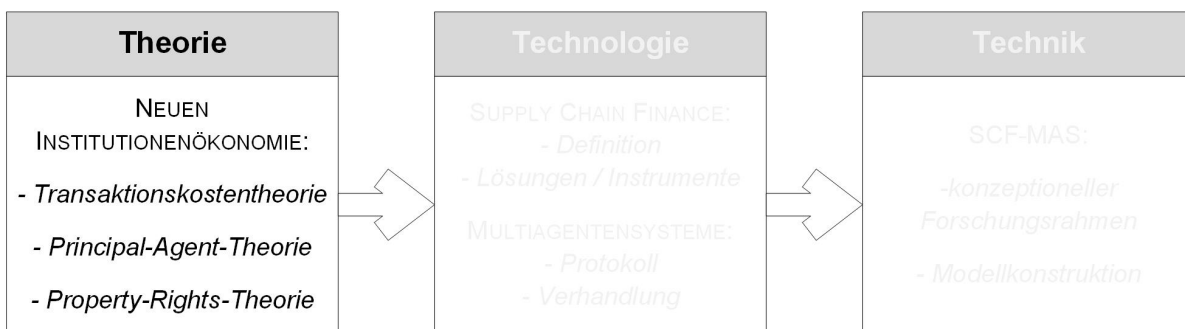 Theorie
NEUEN
INSTITUTIONENÖKONOMIE:
- Transaktionskostentheorie
- Principal-Agent-Theorie
- Property-Rights-Theorie
Technologie
SUPPLY CHAIN FINANCE:
- Definition
- Lösungen / Instrumente
MULTIAGENTENSYSTEME:
- Protokoll
- Verhandlung
Technik
SCF-MAS:
-konzeptioneller
Forschungsrahmen
- Modellkonstruktion